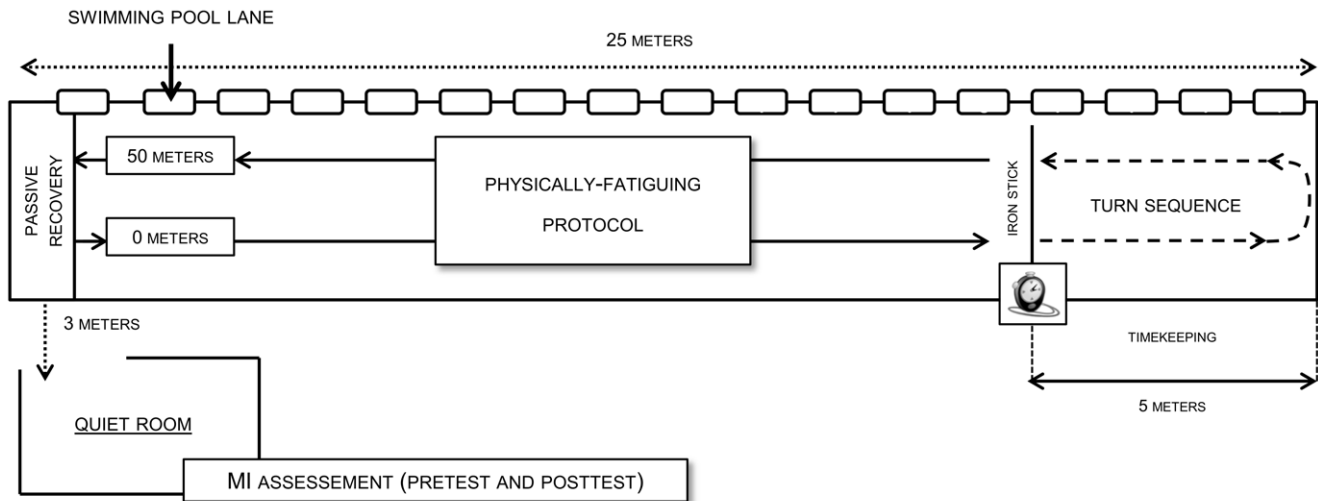 SWIMMING POOL LANE
25 METERS
PASSIVE
RECOVERY
50 METERS
0 METERS
PHYSICALLY-FATIGUING
PROTOCOL
IRON STICK
TURN SEQUENCE
3 METERS
TIMEKEEPING
5 METERS
QUIET ROOM
MI ASSESSEMENT (PRETEST AND POSTTEST)